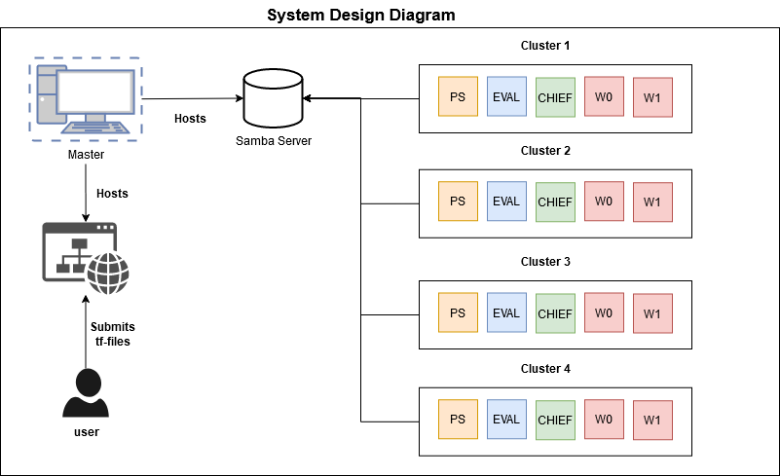 System Design Diagram
Cluster 1
PS EVAL CHIEF W0 W1
Hosts
Samba Server
Master
Cluster 2
PS EVAL CHIEF W0 W1
Hosts
Cluster 3
PS EVAL CHIEF W0 W1
Submits
tf-files
Cluster 4
PS EVAL CHIEF W0 W1
user